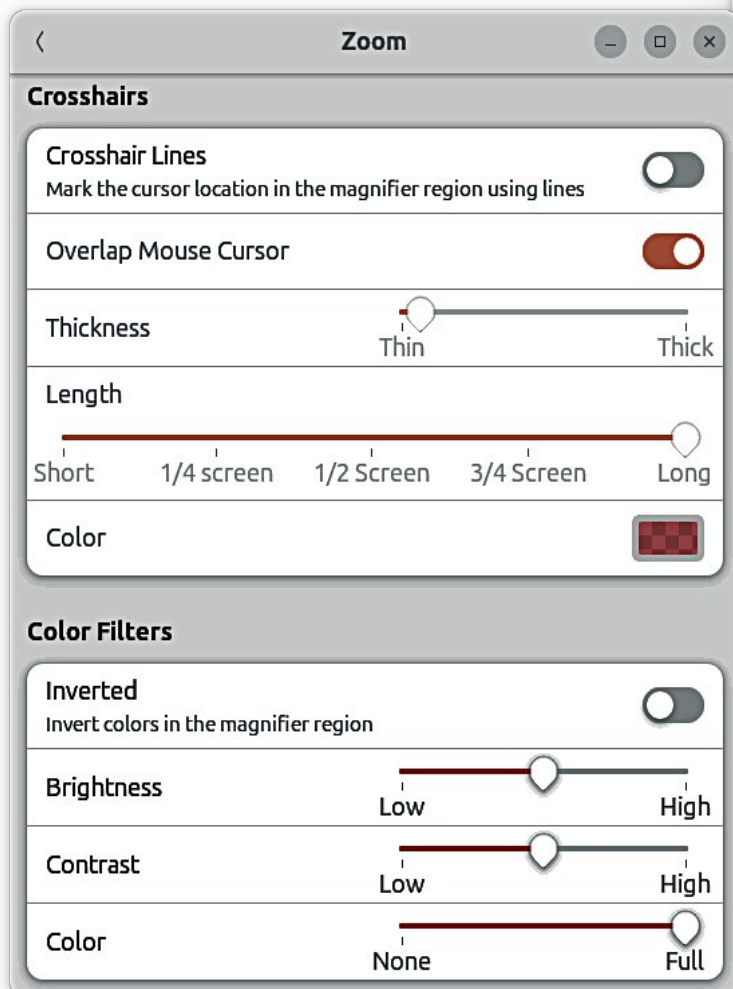 Zoom
Crosshairs
Crosshair Lines
Mark the cursor location in the magnifier region using lines
Overlap Mouse Cursor
Thickness
Thin Thick
Length
Short 1/4 screen 1/2 Screen 3/4 Screen Long
Color
Color Filters
Inverted
Invert colors in the magnifier region
Brightness
Low High
Contrast
Low High
Color
None Full